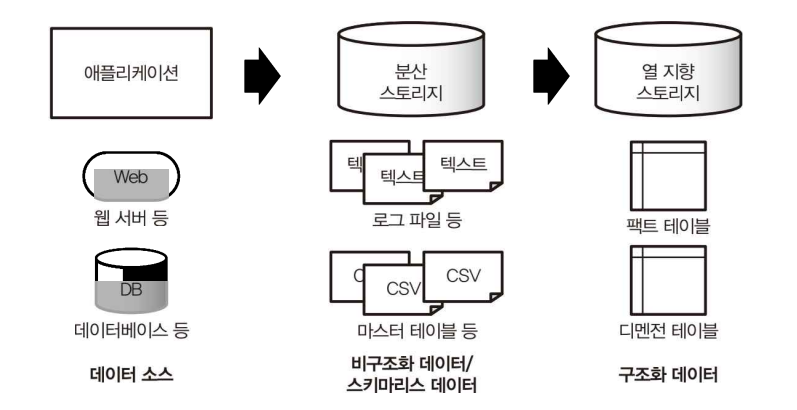 애플리케이션
분산
스토리지
열 지향
스토리지
Web
웹 서버 등
텍
텍스트
텍스트
로그 파일 등
팩트 테이블
DB
데이터베이스 등
C
CSV
CSV
마스터 테이블 등
디멘전 테이블
데이터 소스
비구조화 데이터/
스키마리스 데이터
구조화 데이터